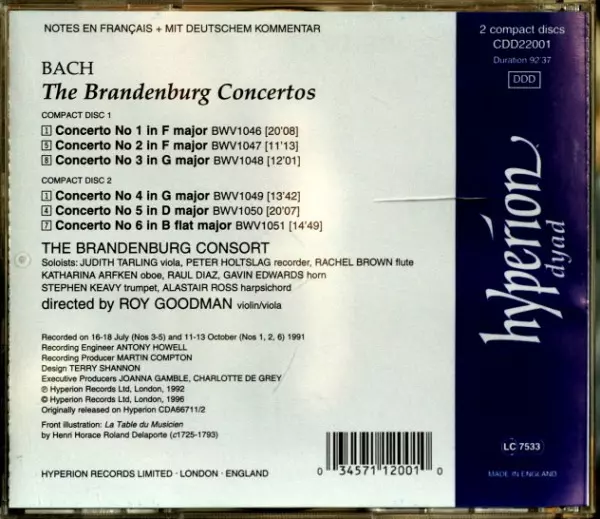 NOTES EN FRANÇAIS + MIT DEUTSCHEM KOMMENTAR
BACH
The Brandenburg Concertos
COMPACT DISC 1
1 Concerto No 1 in F major BWV1046 [20'08]
5 Concerto No 2 in F major BWV1047 [11'13]
8 Concerto No 3 in G major BWV1048 [12'01]
COMPACT DISC 2
1 Concerto No 4 in G major BWV1049 [13'42]
4 Concerto No 5 in D major BWV1050 [20'07]
7 Concerto No 6 in B flat major BWV1051 [14'49]
THE BRANDENBURG CONSORT
Soloists: JUDITH TARLING viola, PETER HOLTSLAG recorder, RACHEL BROWN flute
KATHARINA ARFKEN oboe, RAUL DIAZ, GAVIN EDWARDS horn
STEPHEN KEAVY trumpet, ALASTAIR ROSS harpsichord
directed by ROY GOODMAN violin/viola
Recorded on 16-18 July (Nos 3-5) and 11-13 October (Nos 1, 2, 6) 1991
Recording Engineer ANTONY HOWELL
Recording Producer MARTIN COMPTON
Design TERRY SHANNON
Executive Producers JOANNA GAMBLE, CHARLOTTE DE GREY
℗ Hyperion Records Ltd, London, 1992
© Hyperion Records Ltd, London, 1996
Originally released on Hyperion CDA66711/2
Front illustration: La Table du Musicien
by Henri Horace Roland Delaporte (c1725-1793)
HYPERION RECORDS LIMITED · LONDON · ENGLAND
0 34571 12001 0
2 compact discs
CDD22001
Duration 92'37
DDD
hyperion
dyad
LC 7533
MADE IN ENGLAND